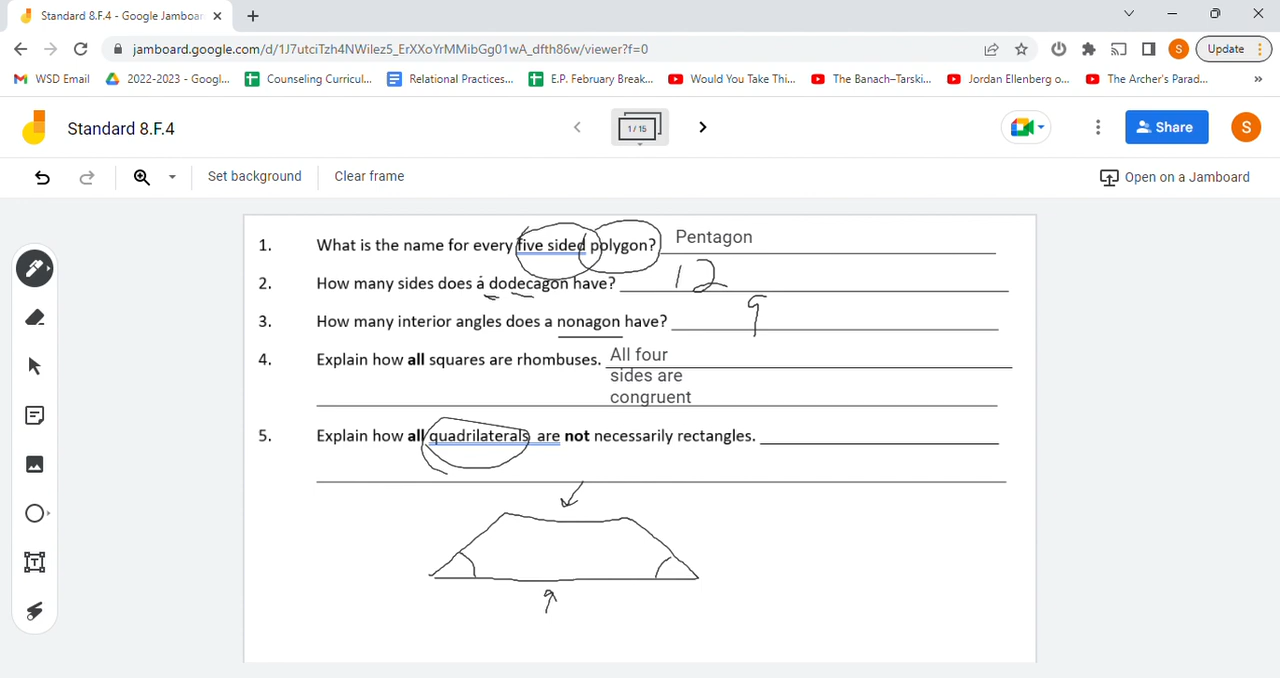 Standard 8.F.4 - Google Jamboar
jamboard.google.com/d/1J7utciTzh4NWilez5_ErXXoYrMMibGg01wA_dfth86w/viewer?f=0
S
Update
WSD Email
2022-2023 - Googl...
Counseling Curricul...
Relational Practices...
E.P. February Break...
Would You Take Thi...
The Banach–Tarski...
Jordan Ellenberg o...
The Archer's Parad...
»
Standard 8.F.4
1 / 15
Share
S
Set background
Clear frame
Open on a Jamboard
1. What is the name for every five sided polygon? Pentagon
2. How many sides does a dodecagon have? 12
3. How many interior angles does a nonagon have? 9
4. Explain how all squares are rhombuses. All four
sides are
congruent
5. Explain how all quadrilaterals are not necessarily rectangles.
T